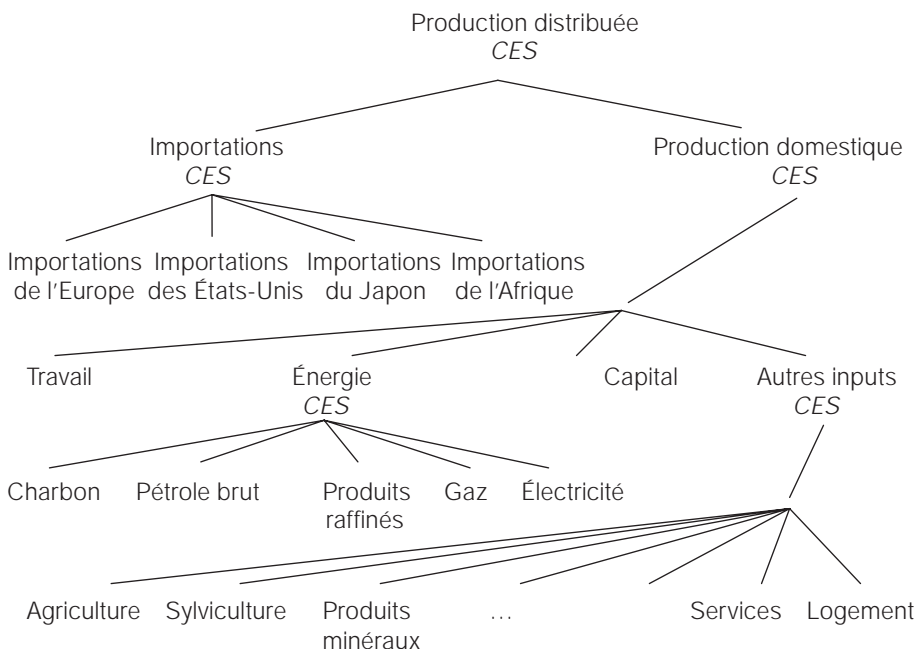 Production distribuée
CES
Importations
CES
Production domestique
CES
Importations
de l'Europe
Importations
des États-Unis
Importations
du Japon
Importations
de l'Afrique
Travail
Énergie
CES
Capital
Autres inputs
CES
Charbon
Pétrole brut
Produits
raffinés
Gaz
Électricité
Agriculture
Sylviculture
Produits
minéraux
...
Services
Logement